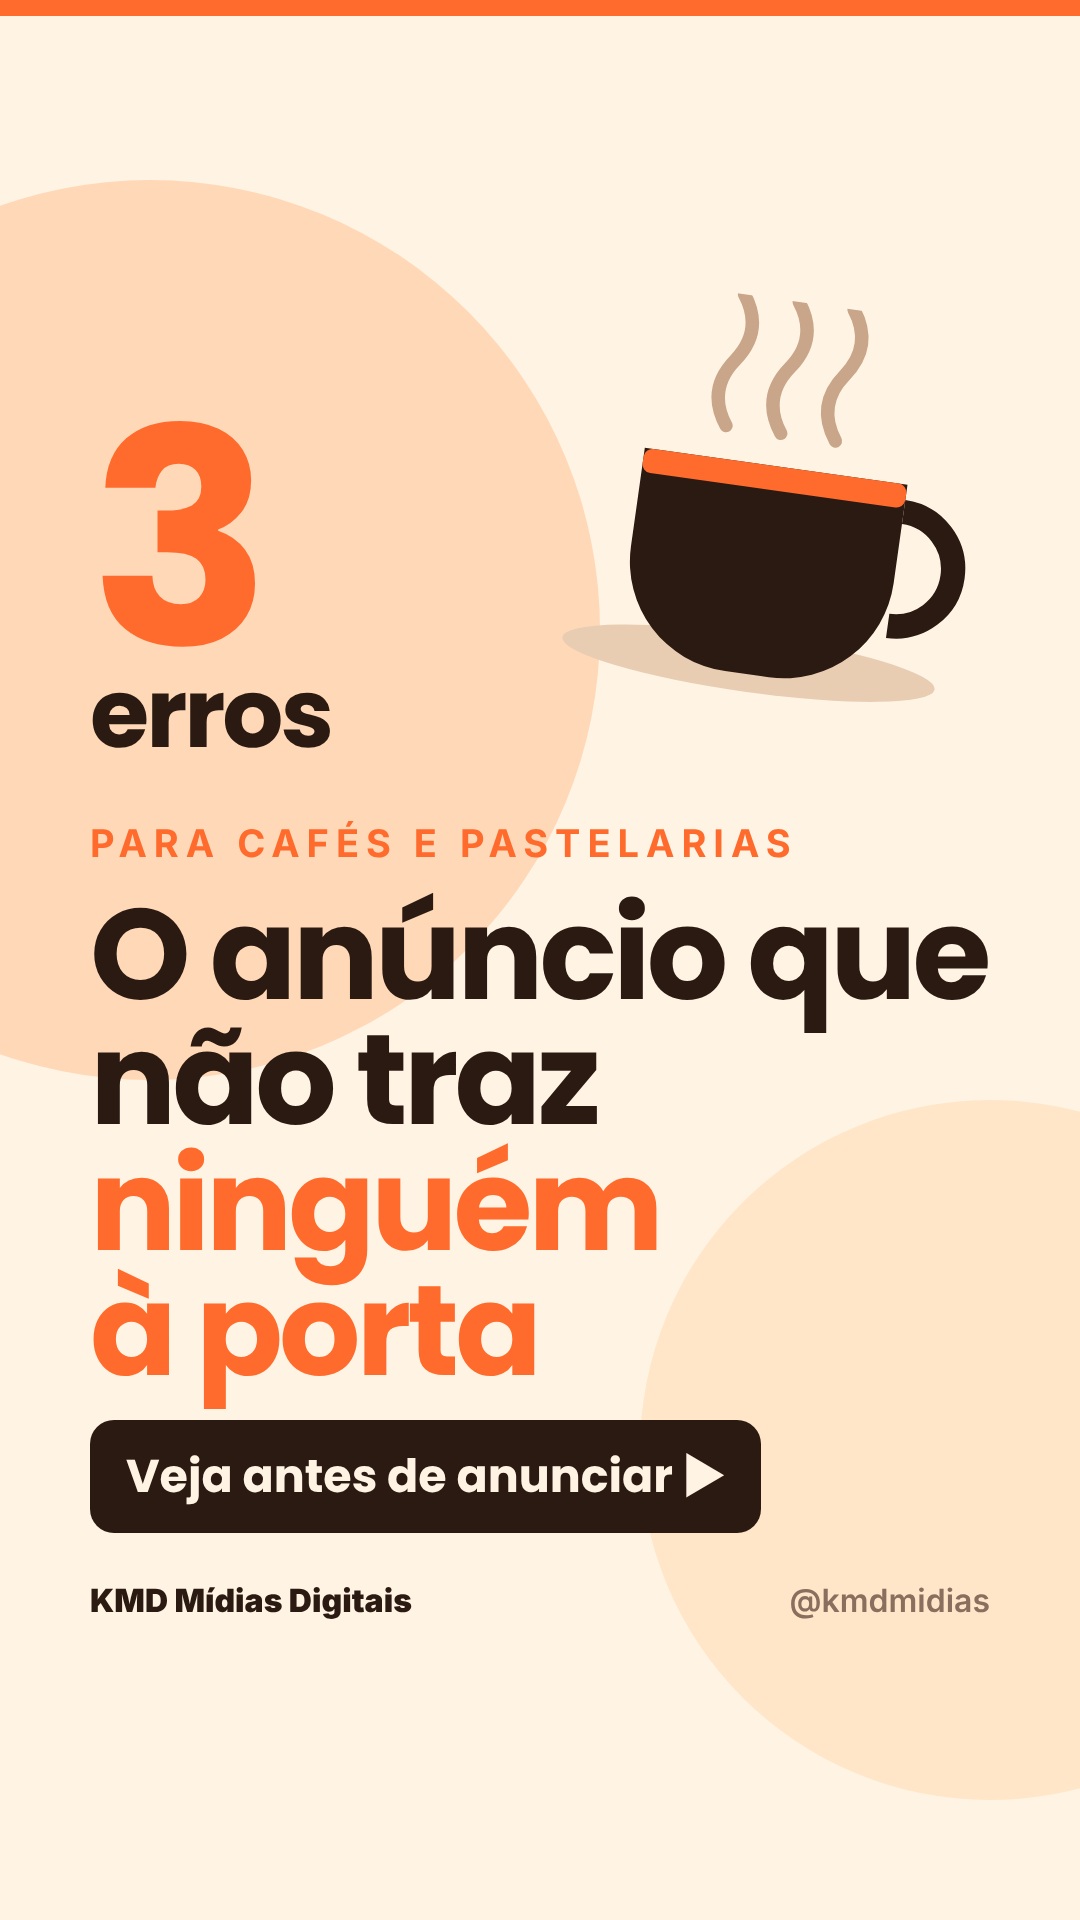 3
erros
PARA CAFÉS E PASTELARIAS
O anúncio que
não traz
ninguém
à porta
Veja antes de anunciar ▶
KMD Mídias Digitais
@kmdmidias